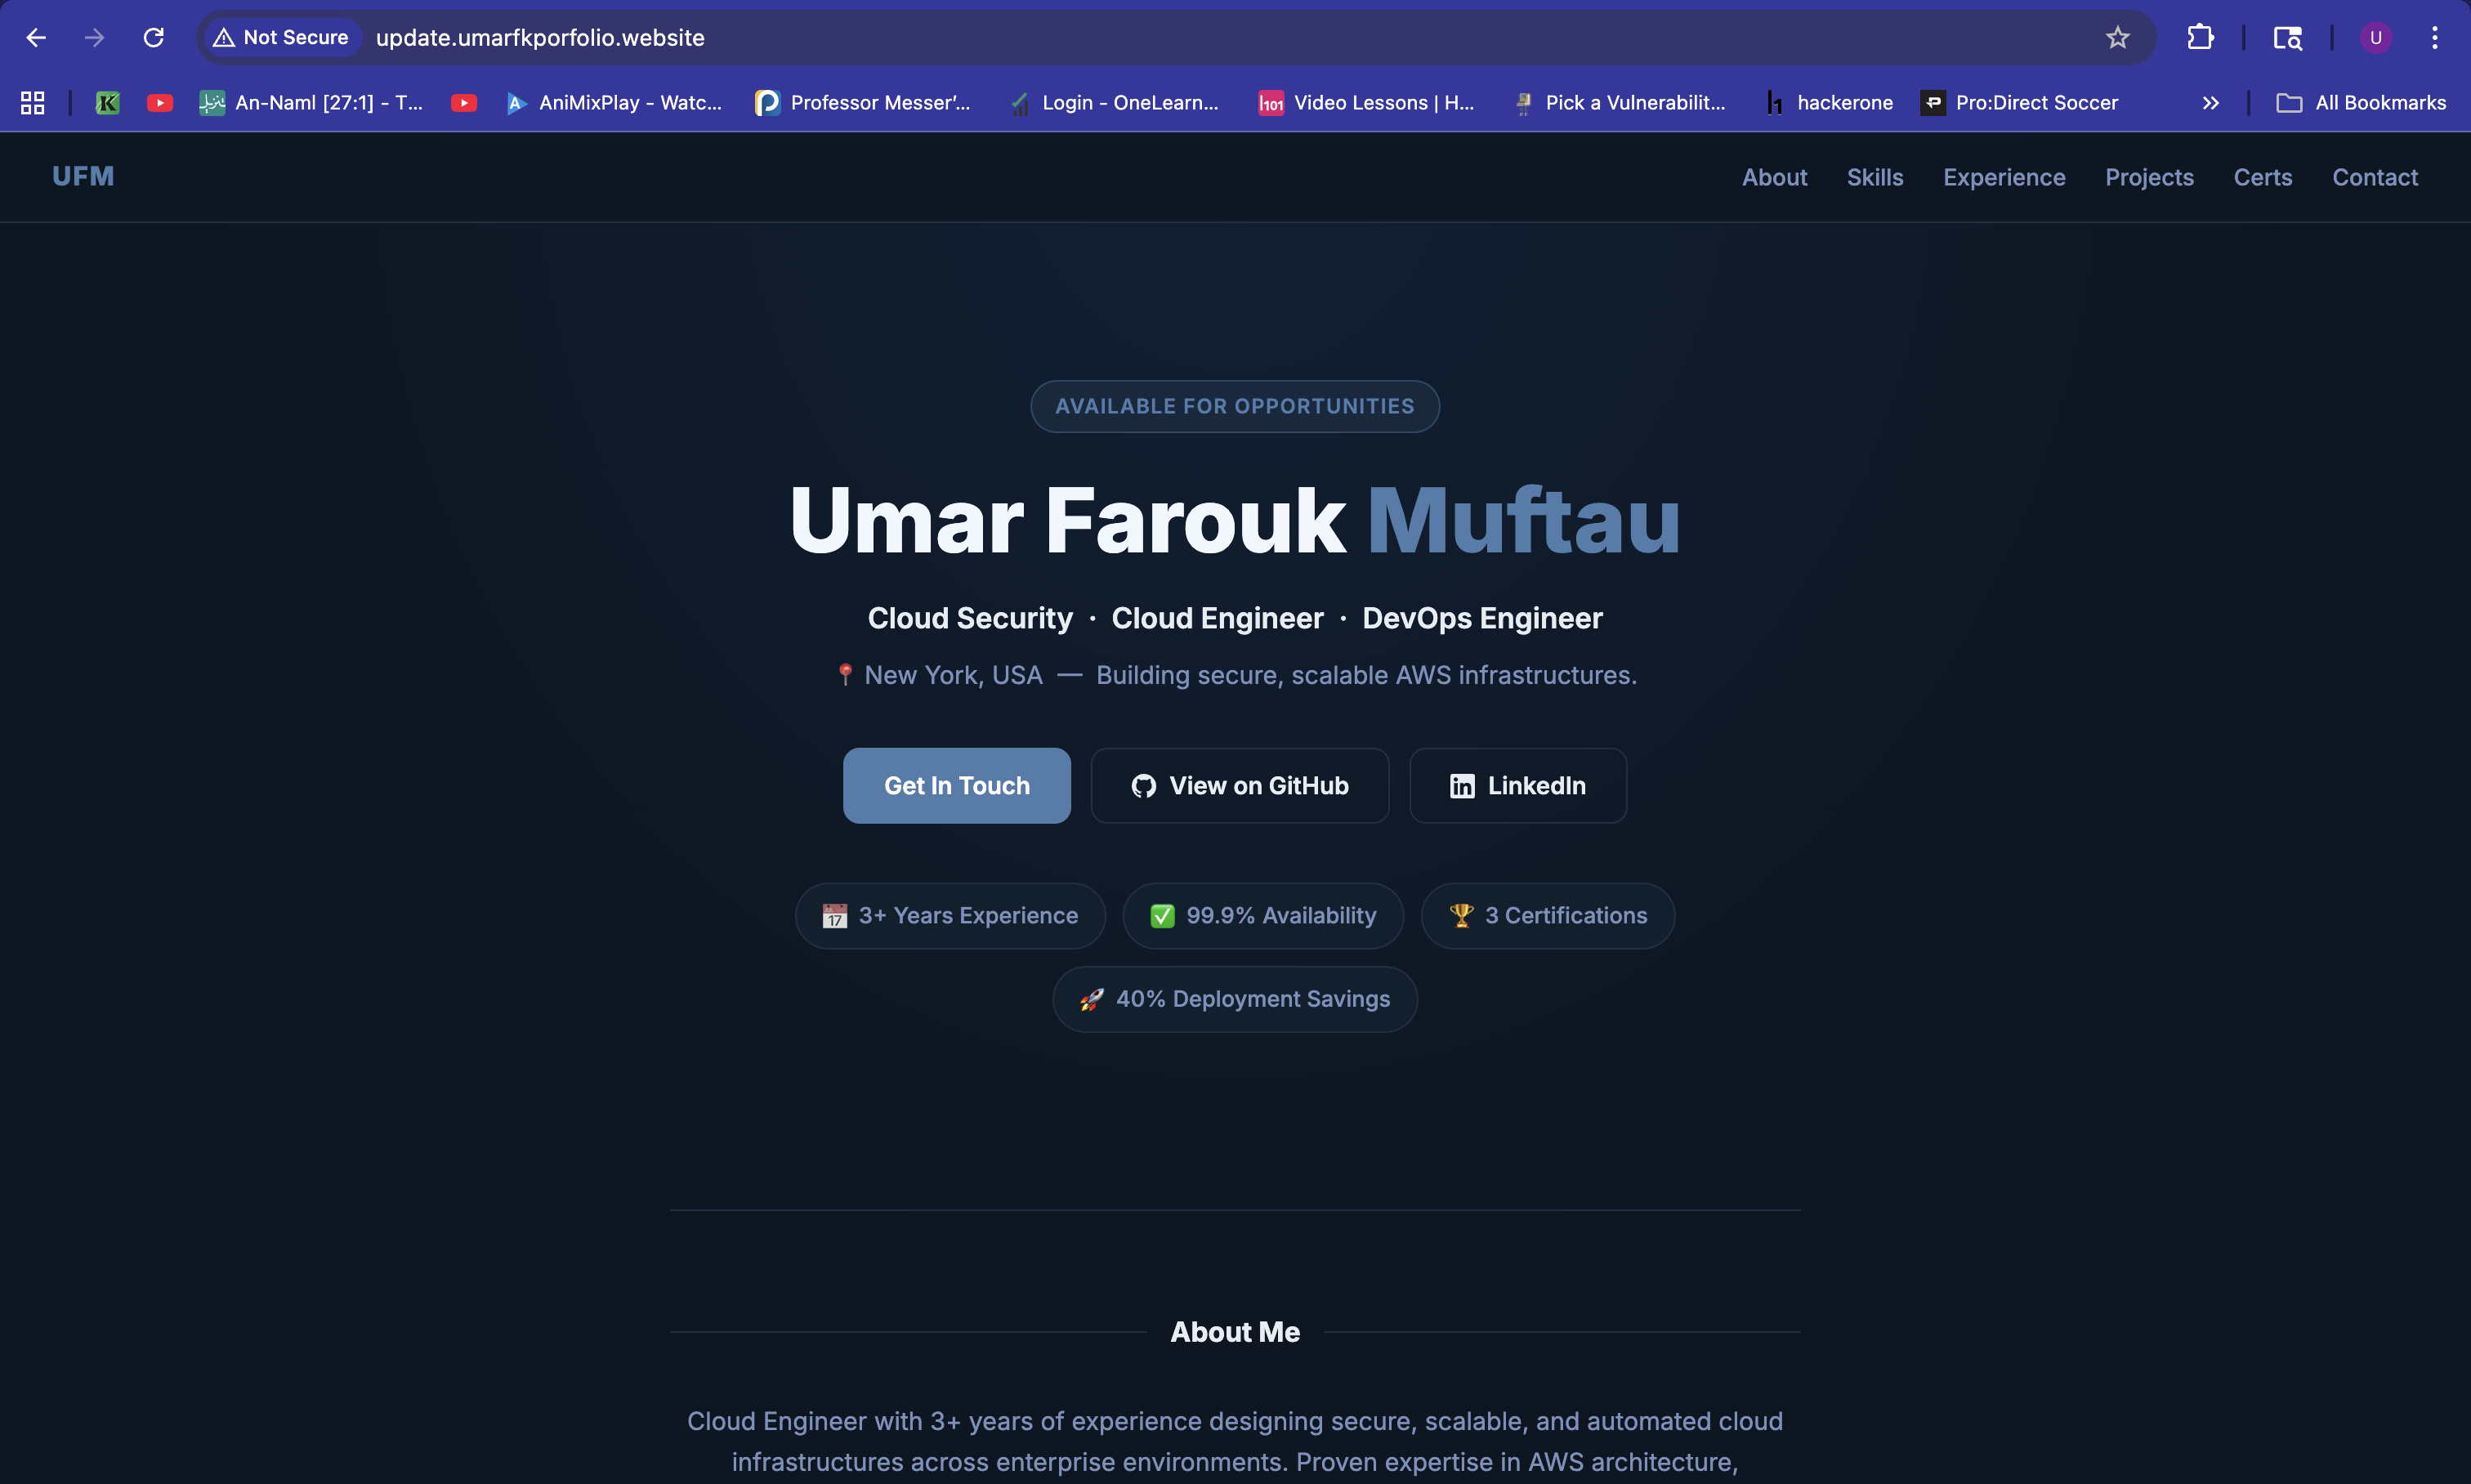 Not Secure update.umarfkporfolio.website U
K An-Naml [27:1] - T... AniMixPlay - Watc... Professor Messer’... Login - OneLearn... Video Lessons | H... Pick a Vulnerabilit... hackerone Pro:Direct Soccer All Bookmarks
UFM About Skills Experience Projects Certs Contact
AVAILABLE FOR OPPORTUNITIES
Umar Farouk Muftau
Cloud Security · Cloud Engineer · DevOps Engineer
📍 New York, USA — Building secure, scalable AWS infrastructures.
Get In Touch View on GitHub LinkedIn
📅 3+ Years Experience ✅ 99.9% Availability 🏆 3 Certifications
🚀 40% Deployment Savings
About Me
Cloud Engineer with 3+ years of experience designing secure, scalable, and automated cloud
infrastructures across enterprise environments. Proven expertise in AWS architecture,